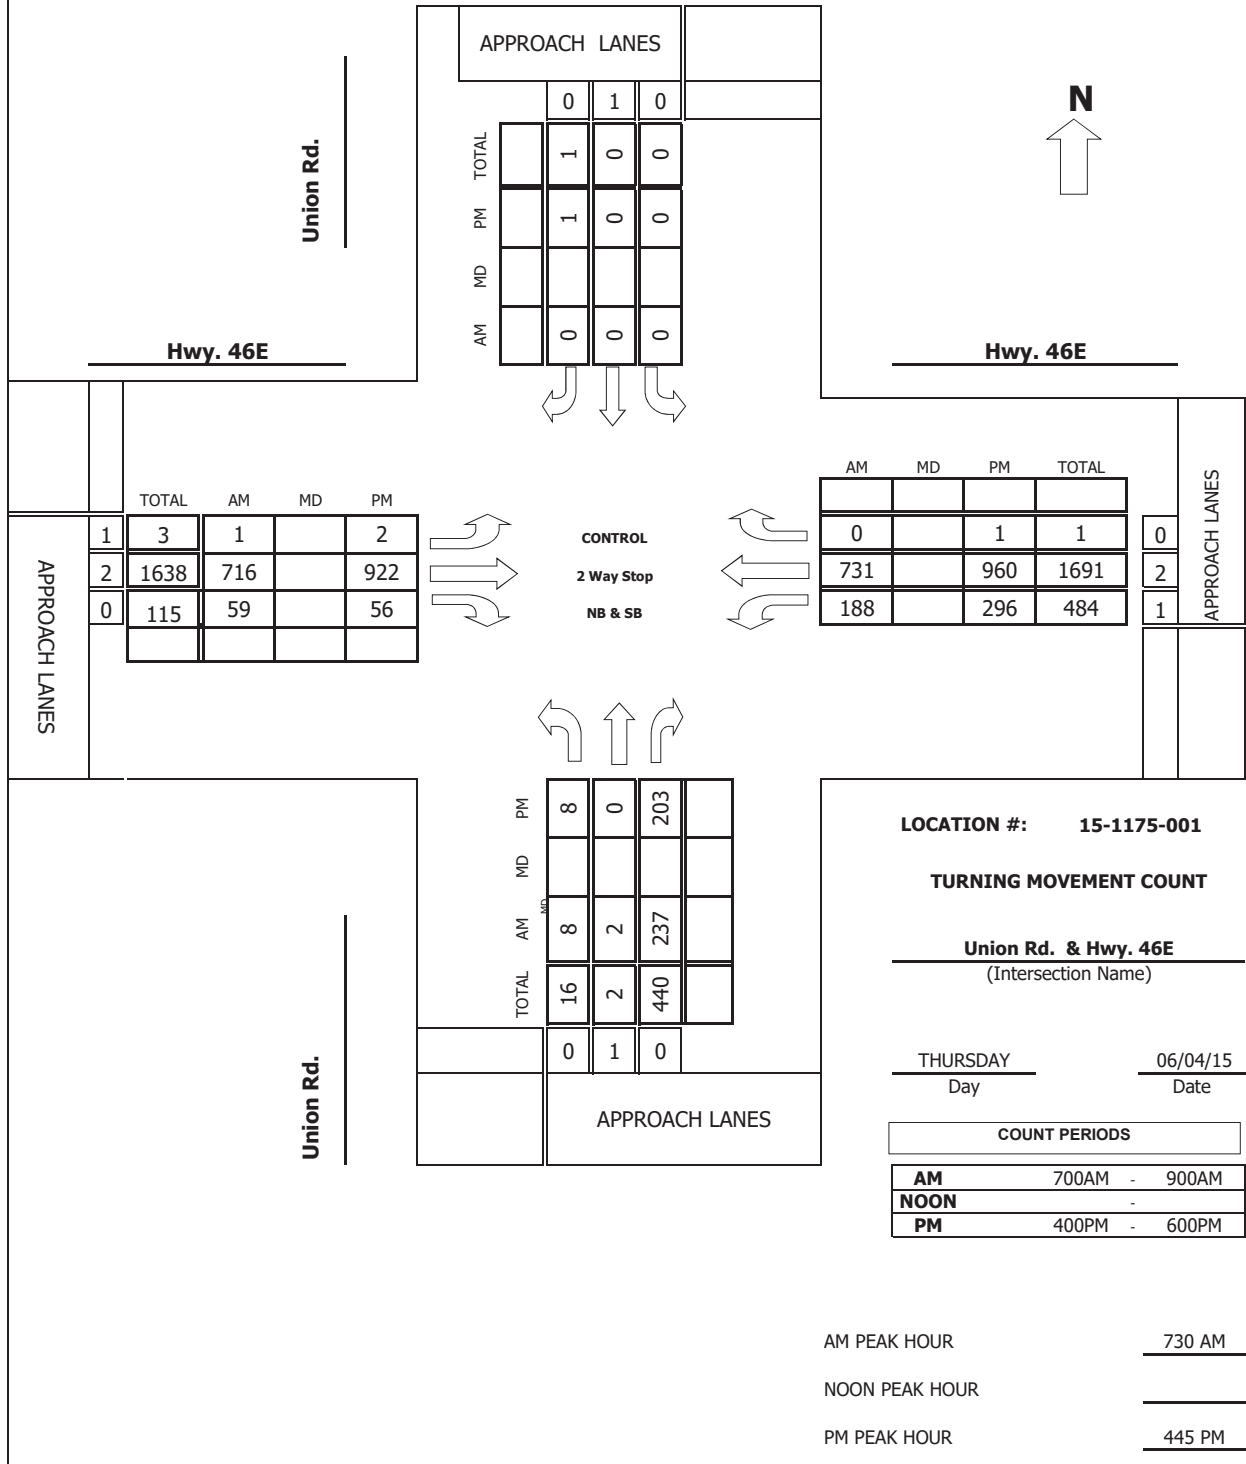 APPROACH LANES
0 1 0
N
Union Rd.
TOTAL 1 0 0
PM 1 0 0
MD
AM 0 0 0
Hwy. 46E
Hwy. 46E
AM MD PM TOTAL
TOTAL AM MD PM
1 3 1 2
CONTROL
0 1 1 0
2 1638 716 922
2 Way Stop
731 960 1691 2
0 115 59 56
NB & SB
188 296 484 1
APPROACH LANES
APPROACH LANES
PM 8 0 203
MD
AM 8 2 237
MD
TOTAL 16 2 440
0 1 0
APPROACH LANES
Union Rd.
LOCATION #: 15-1175-001
TURNING MOVEMENT COUNT
Union Rd. & Hwy. 46E
(Intersection Name)
THURSDAY 06/04/15
Day Date
COUNT PERIODS
AM 700AM - 900AM
NOON -
PM 400PM - 600PM
AM PEAK HOUR 730 AM
NOON PEAK HOUR
PM PEAK HOUR 445 PM